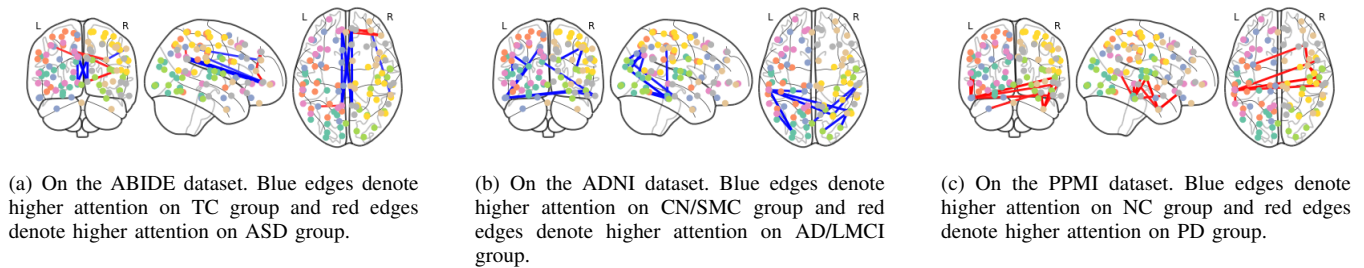 L R
L R
L R
L R
L R
L R
(a) On the ABIDE dataset. Blue edges denote
higher attention on TC group and red edges
denote higher attention on ASD group.
(b) On the ADNI dataset. Blue edges denote
higher attention on CN/SMC group and red
edges denote higher attention on AD/LMCI
group.
(c) On the PPMI dataset. Blue edges denote
higher attention on NC group and red edges
denote higher attention on PD group.